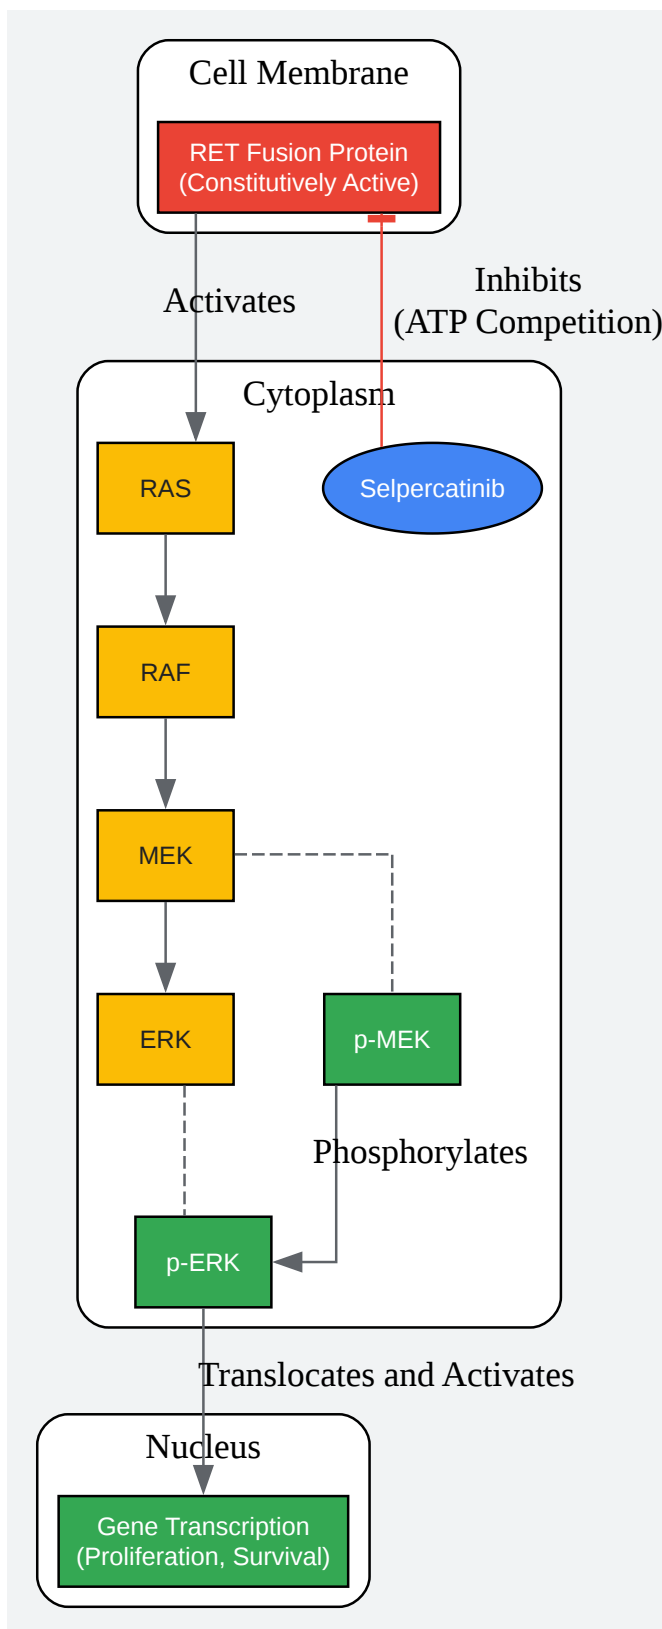 Cell Membrane
RET Fusion Protein
(Constitutively Active)
Activates
Inhibits
(ATP Competition)
Cytoplasm
RAS
Selpercatinib
RAF
MEK
ERK
p-MEK
Phosphorylates
p-ERK
Translocates and Activates
Nucleus
Gene Transcription
(Proliferation, Survival)